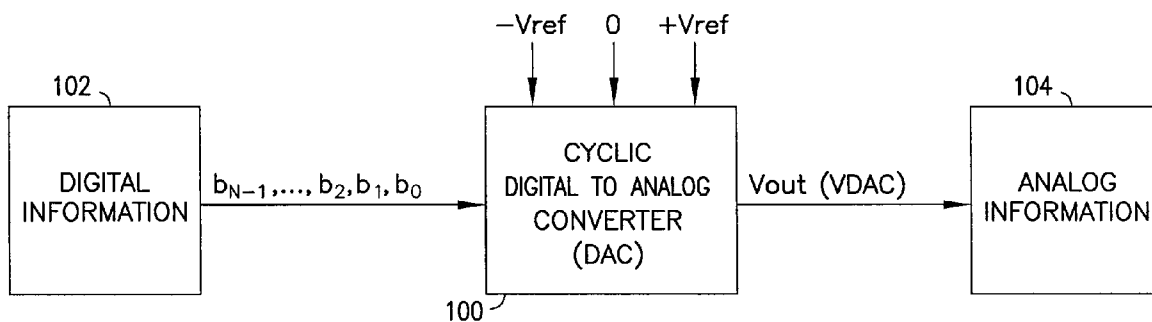 −Vref 0 +Vref
102
104
DIGITAL
INFORMATION
b_{N−1},..., b_2, b_1, b_0
CYCLIC
DIGITAL TO ANALOG
CONVERTER
(DAC)
Vout (VDAC)
ANALOG
INFORMATION
100